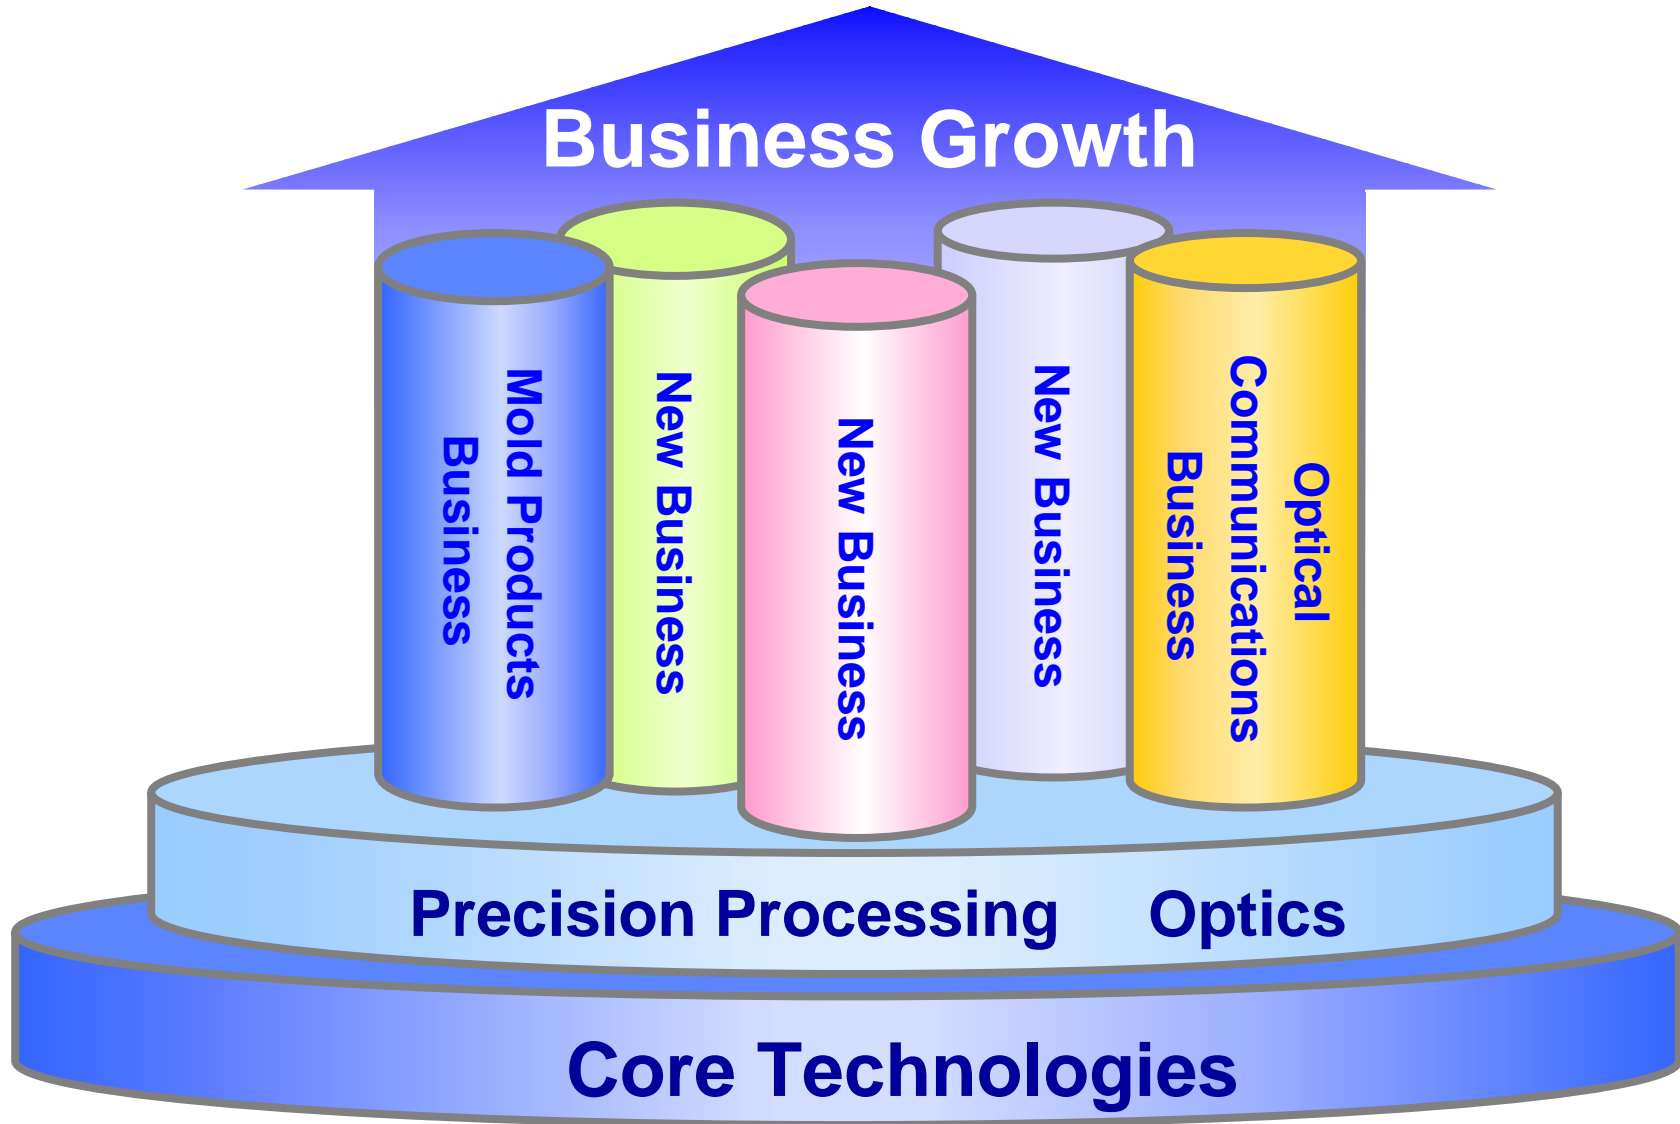 Business Growth
Mold Products
Business
New Business
New Business
New Business
Optical
Communications
Business
Precision Processing Optics
Core Technologies